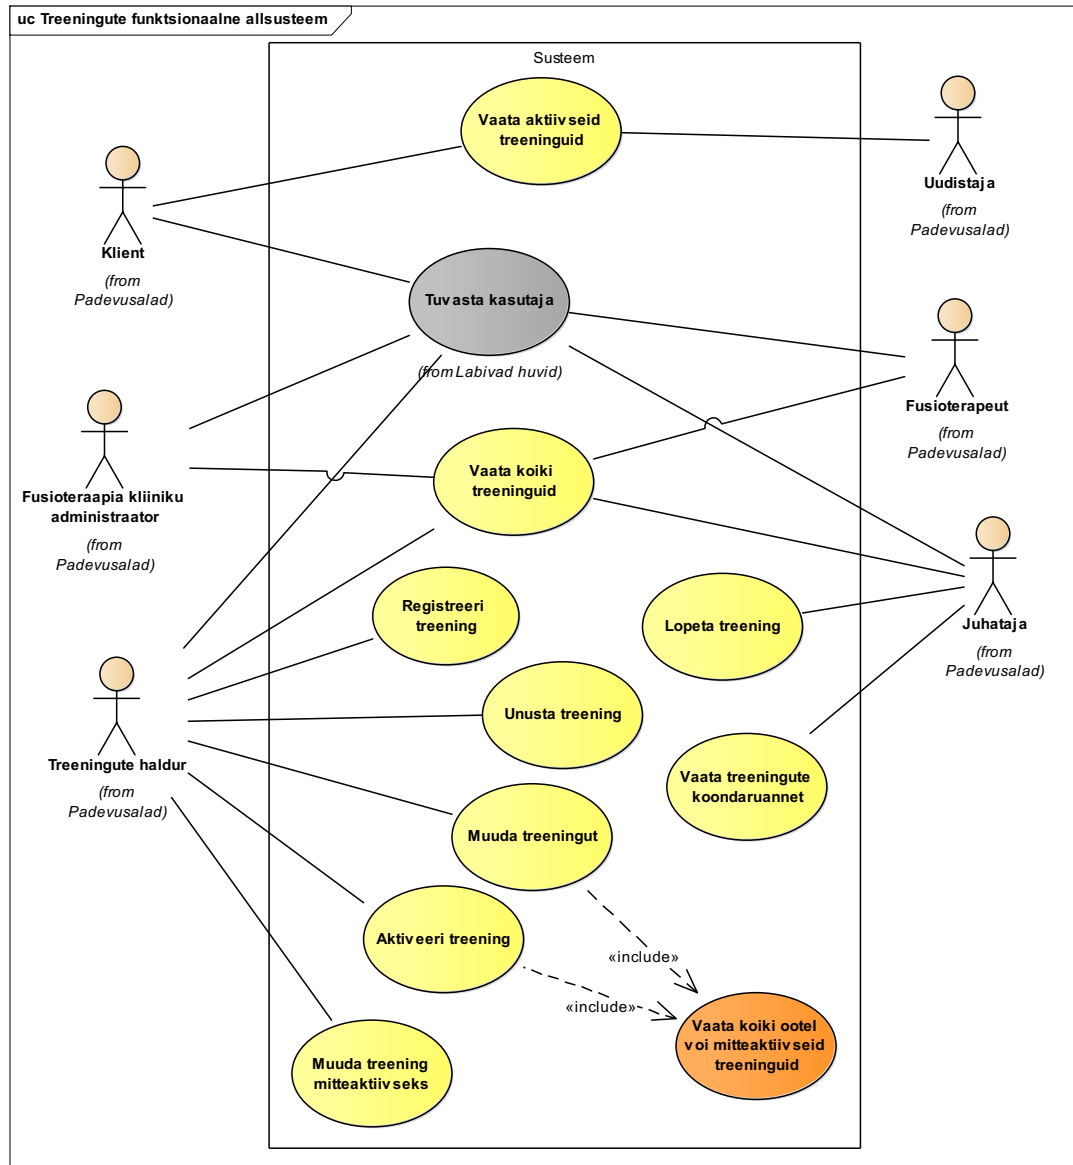 uc Treeningute funktsionaalne allsusteem
Susteem
Vaata aktiivseid
treeninguid
Uudistaja
(from
Padevusalad)
Klient
(from
Padevusalad)
Tuvasta kasutaja
(from Labivad huvid)
Fusioterapeut
(from
Padevusalad)
Fusioteraapia kliiniku
administraator
(from
Padevusalad)
Vaata koiki
treeninguid
Juhataja
(from
Padevusalad)
Registreeri
treening
Lopeta treening
Treeningute haldur
(from
Padevusalad)
Unusta treening
Vaata treeningute
koondaruannet
Muuda treeningut
Aktiveeri treening
«include»
«include»
Vaata koiki ootel
voi mitteaktiivseid
treeninguid
Muuda treening
mitteaktiivseks